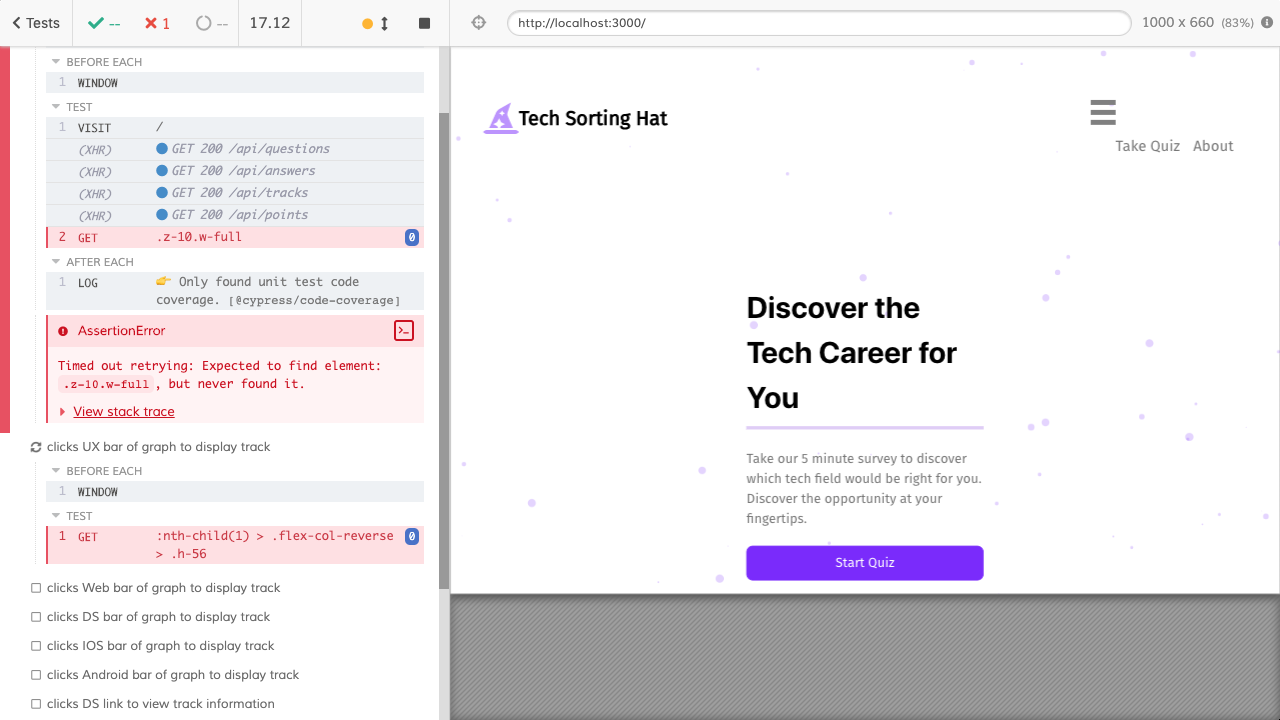 Tests
--
1
--
17.12
BEFORE EACH
1 WINDOW
TEST
1 VISIT /
(XHR) GET 200 /api/questions
(XHR) GET 200 /api/answers
(XHR) GET 200 /api/tracks
(XHR) GET 200 /api/points
2 GET .z-10.w-full 0
AFTER EACH
1 LOG 👉 Only found unit test code
coverage. [@cypress/code-coverage]
AssertionError
Timed out retrying: Expected to find element:
.z-10.w-full, but never found it.
View stack trace
clicks UX bar of graph to display track
BEFORE EACH
1 WINDOW
TEST
1 GET :nth-child(1) > .flex-col-reverse 0
> .h-56
clicks Web bar of graph to display track
clicks DS bar of graph to display track
clicks IOS bar of graph to display track
clicks Android bar of graph to display track
clicks DS link to view track information
http://localhost:3000/
1000 x 660 (83%)
Tech Sorting Hat
Take Quiz About
Discover the
Tech Career for
You
Take our 5 minute survey to discover
which tech field would be right for you.
Discover the opportunity at your
fingertips.
Start Quiz